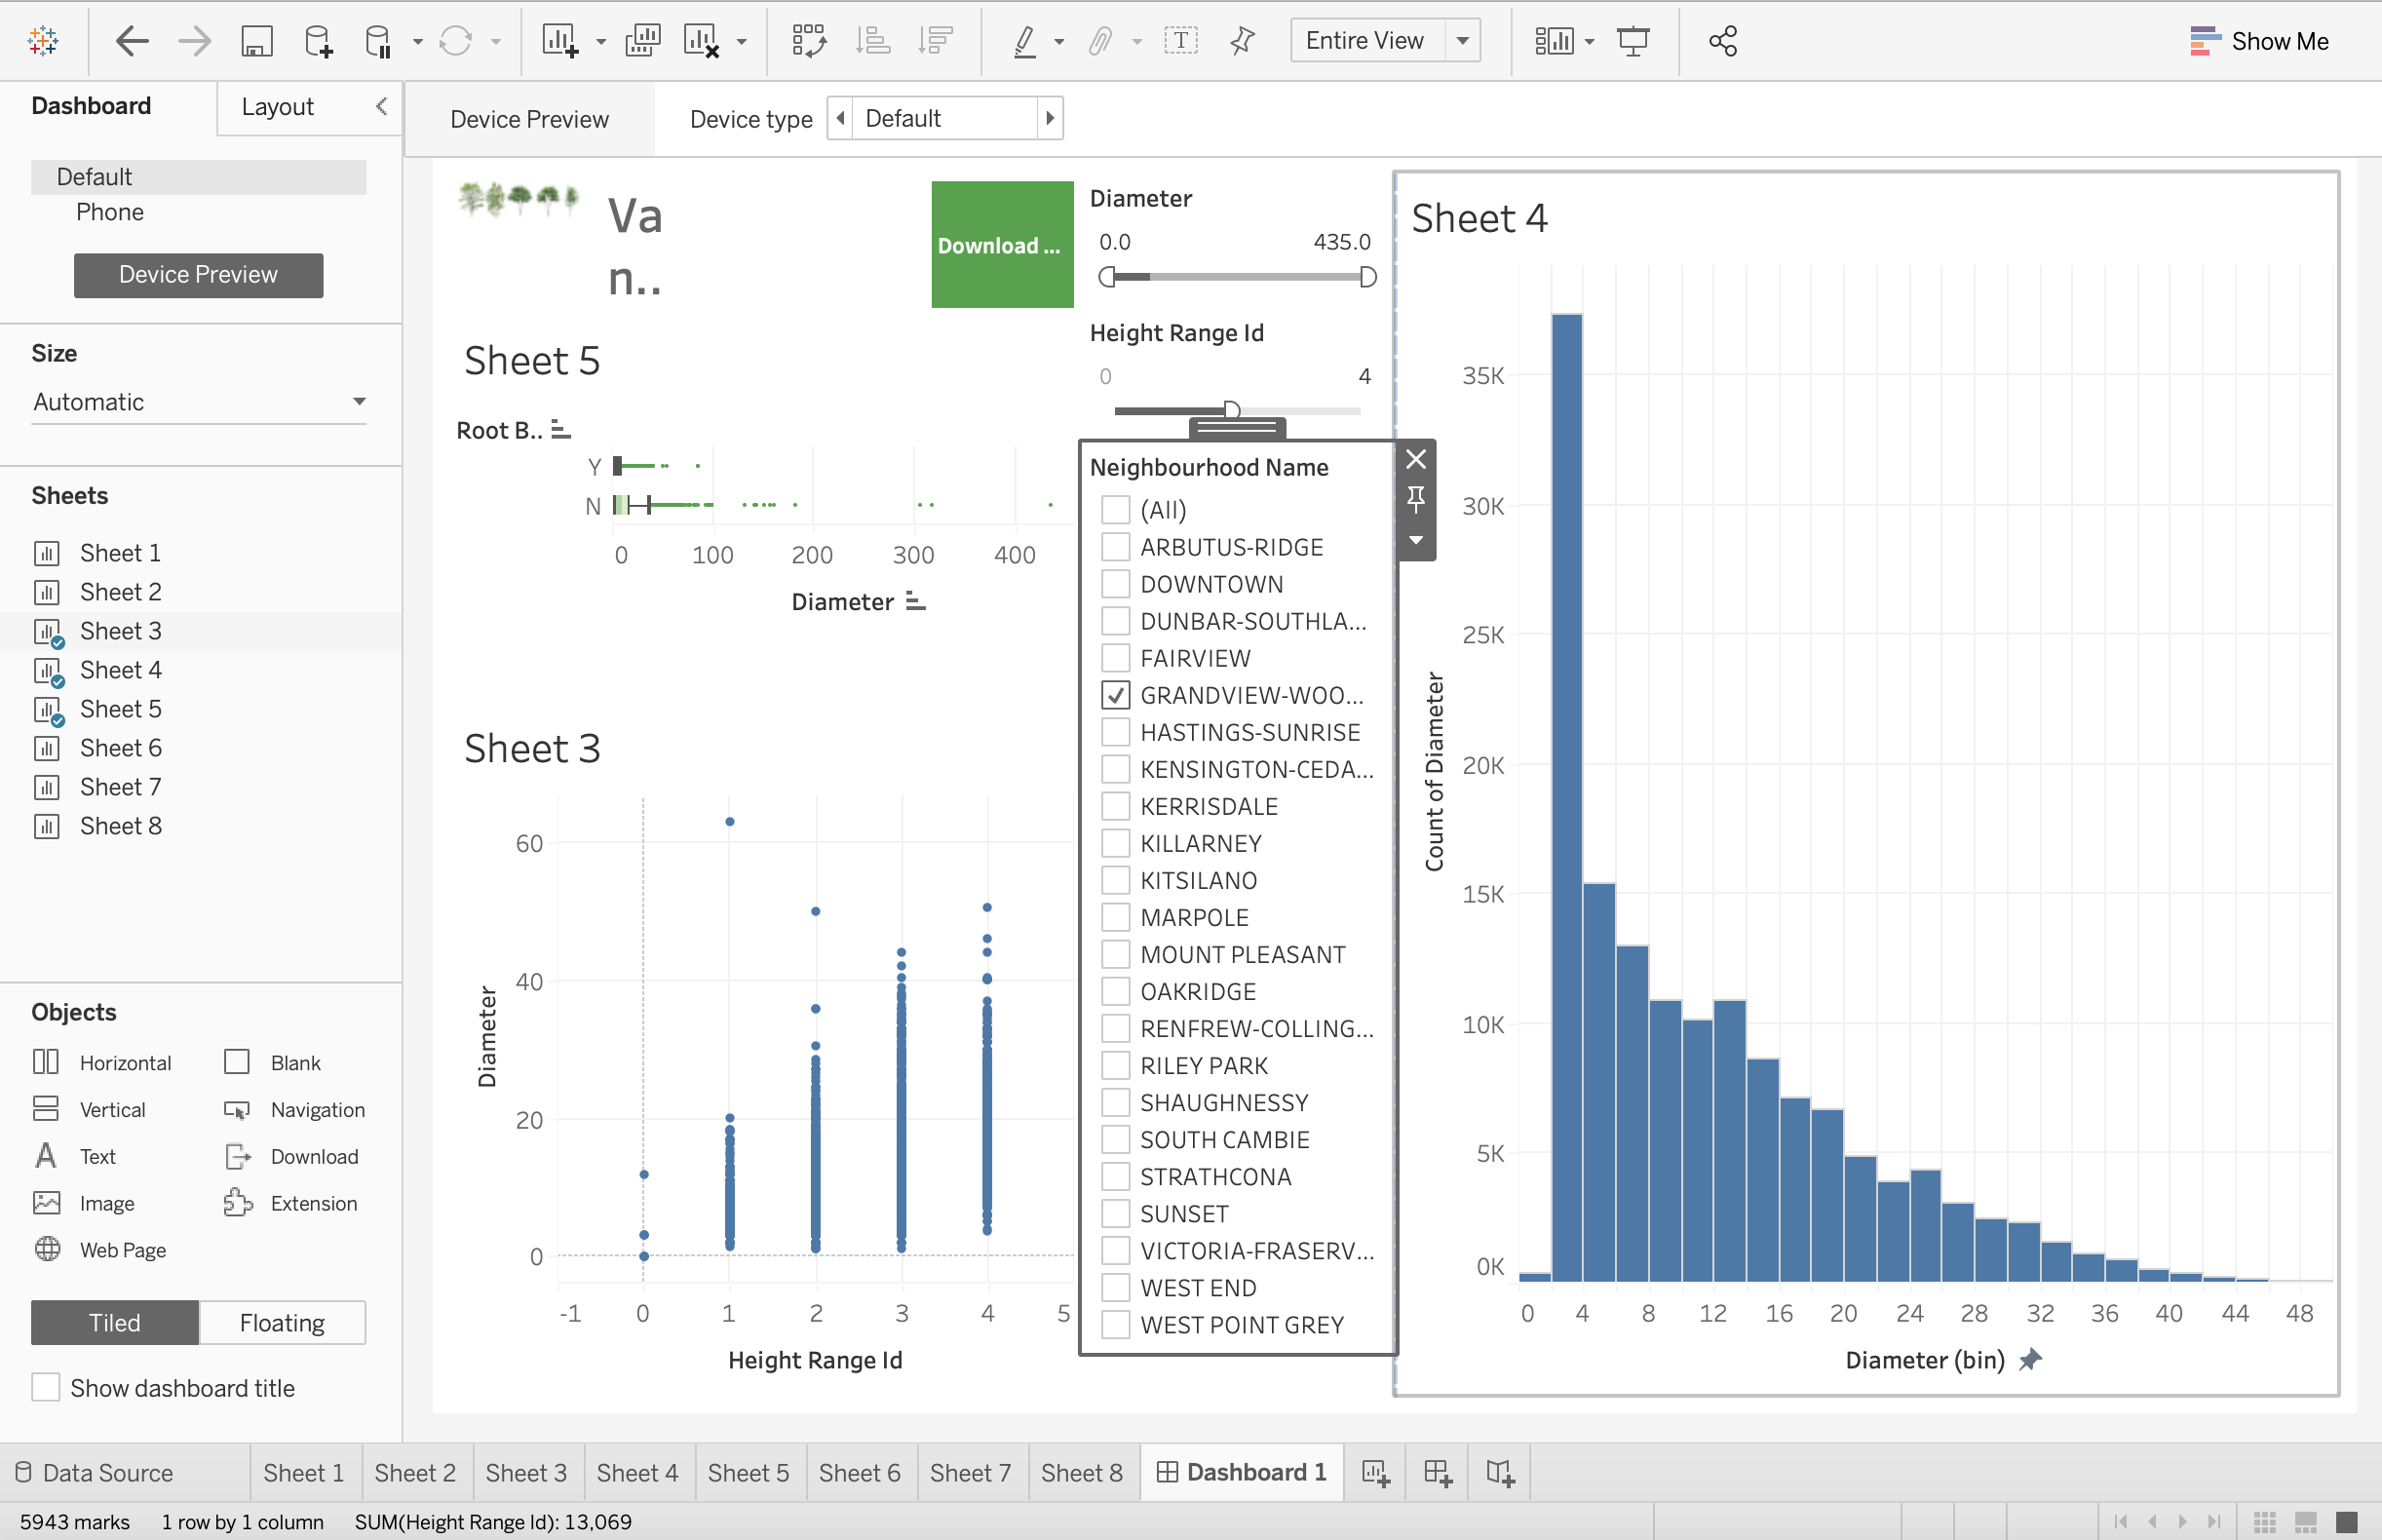 Show Me
Entire View
Dashboard
Layout
Default
Phone
Device Preview
Size
Automatic
Sheets
Sheet 1
Sheet 2
Sheet 3
Sheet 4
Sheet 5
Sheet 6
Sheet 7
Sheet 8
Objects
Horizontal
Blank
Vertical
Navigation
Text
Download
Image
Extension
Web Page
Tiled
Floating
Show dashboard title
Device Preview
Device type
Default
Va
n..
Download ...
Sheet 5
Root B..
Y
N
0 100 200 300 400
Diameter
Sheet 3
60
40
20
0
Diameter
-1 0 1 2 3 4 5
Height Range Id
Diameter
0.0 435.0
Height Range Id
0 4
Neighbourhood Name
(All)
ARBUTUS-RIDGE
DOWNTOWN
DUNBAR-SOUTHLA...
FAIRVIEW
GRANDVIEW-WOO...
HASTINGS-SUNRISE
KENSINGTON-CEDA...
KERRISDALE
KILLARNEY
KITSILANO
MARPOLE
MOUNT PLEASANT
OAKRIDGE
RENFREW-COLLING...
RILEY PARK
SHAUGHNESSY
SOUTH CAMBIE
STRATHCONA
SUNSET
VICTORIA-FRASERV...
WEST END
WEST POINT GREY
Sheet 4
35K
30K
25K
20K
15K
10K
5K
0K
Count of Diameter
0 4 8 12 16 20 24 28 32 36 40 44 48
Diameter (bin)
Data Source
Sheet 1
Sheet 2
Sheet 3
Sheet 4
Sheet 5
Sheet 6
Sheet 7
Sheet 8
Dashboard 1
5943 marks
1 row by 1 column
SUM(Height Range Id): 13,069